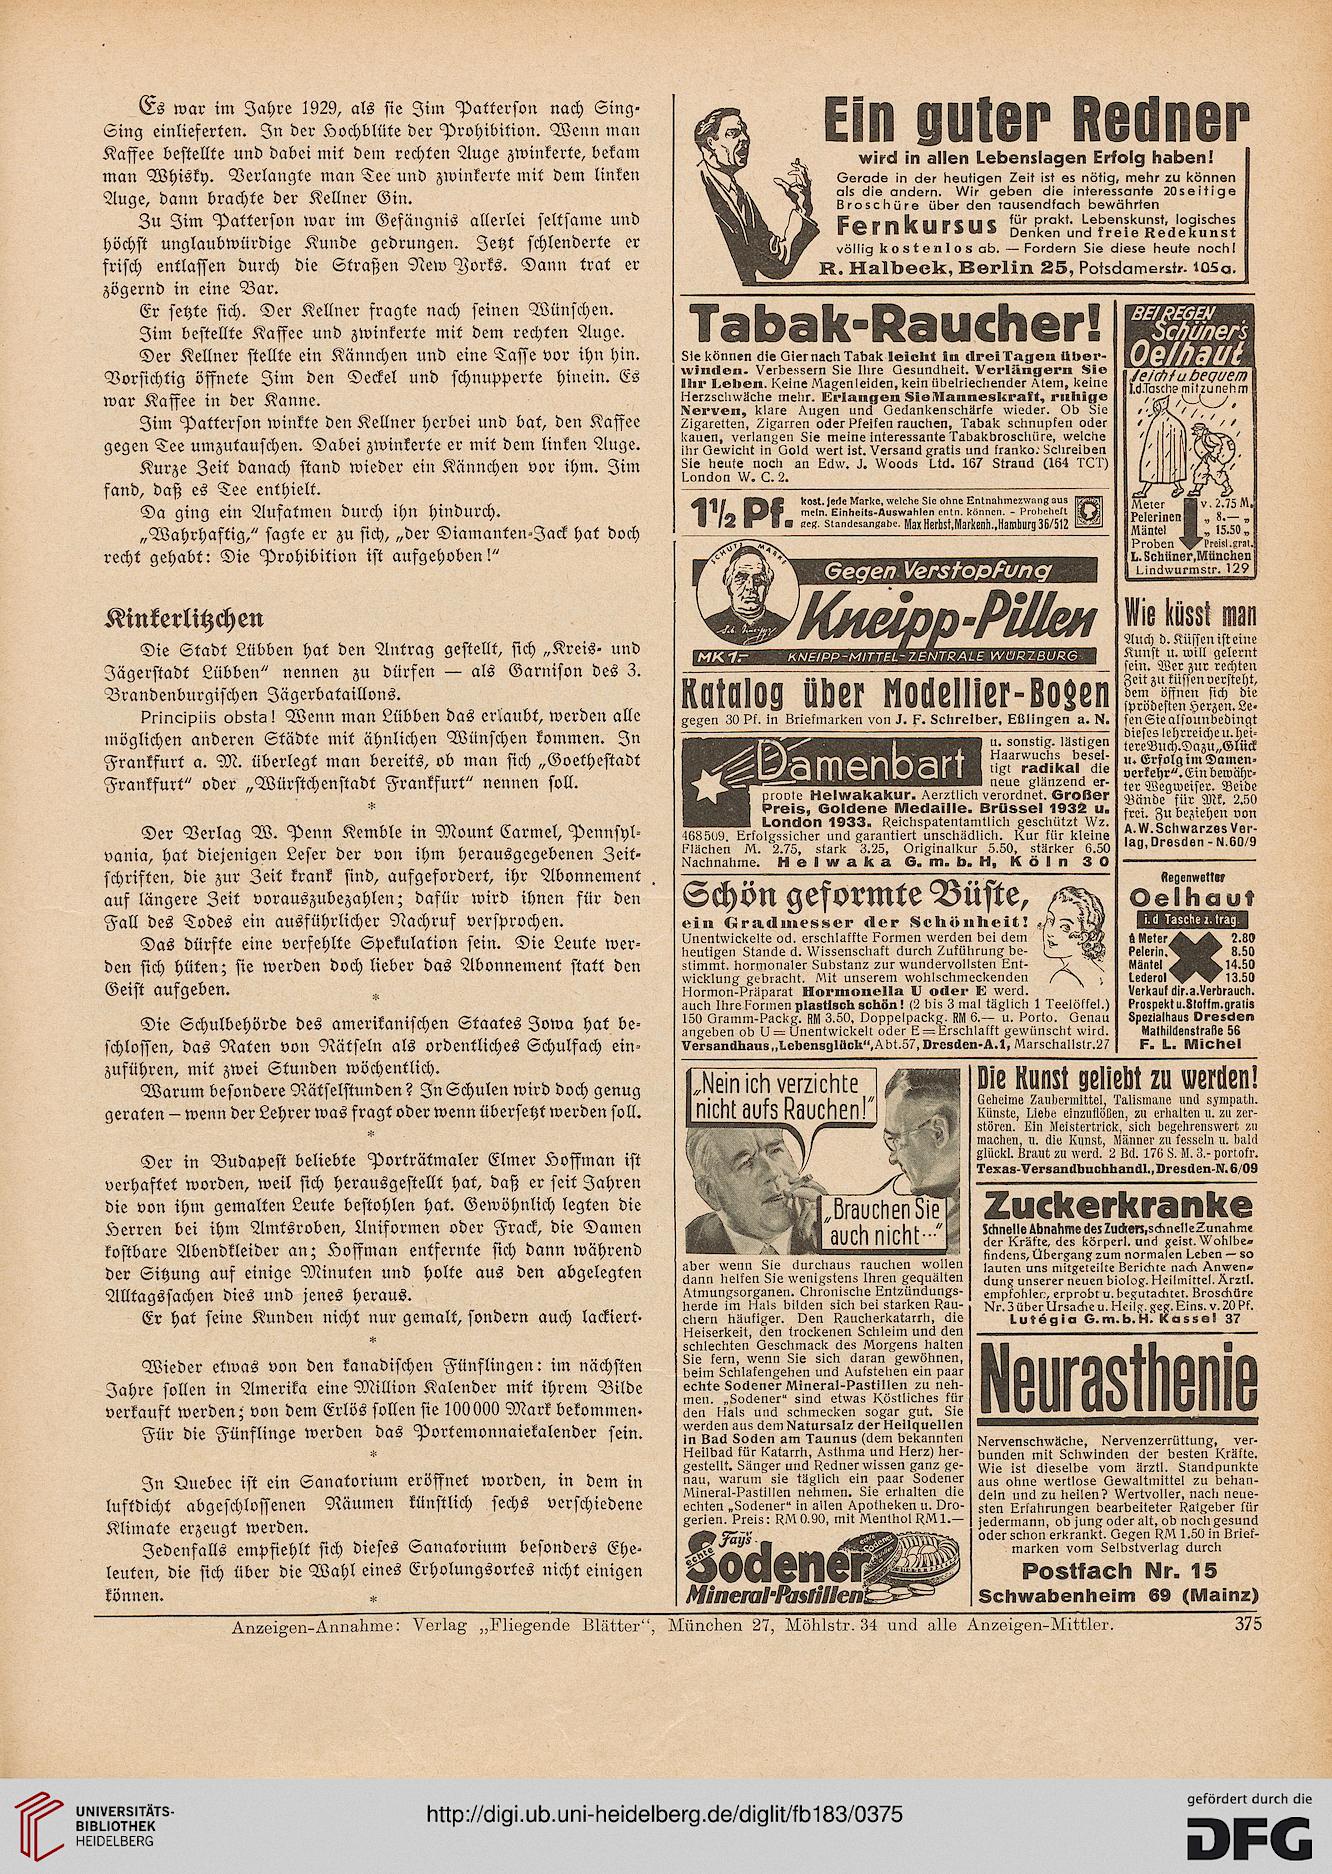 Es war im Jahre 1929, als sie Jim Patterson nach Sing-
Sing einlieferten. In der Hochblüte der Prohibition. Wenn man
Kaffee bestellte und dabei mit dem rechten Auge zwinkerte, bekam
man Whisky. Verlangte man Tee und zwinkerte mit dem linken
Auge, dann brachte der Kellner Gin.
Zu Jim Patterson war im Gefängnis allerlei seltsame und
höchst unglaubwürdige Kunde gedrungen. Jetzt schlenderte er
frisch entlassen durch die Straßen New Yorks. Dann trat er
zögernd in eine Bar.
Er setzte sich. Der Kellner fragte nach seinen Wünschen.
Jim bestellte Kaffee und zwinkerte mit dem rechten Auge.
Der Kellner stellte ein Kännchen und eine Tasse vor ihn hin.
Vorsichtig öffnete Jim den Deckel und schnupperte hinein. Es
war Kaffee in der Kanne.
Jim Patterson winkte den Kellner herbei und bat, den Kaffee
gegen Tee umzutauschen. Dabei zwinkerte er mit dem linken Auge.
Kurze Zeit danach stand wieder ein Kännchen vor ihm. Jim
fand, daß es Tee enthielt.
Da ging ein Aufatmen durch ihn hindurch.
„Wahrhaftig,“ sagte er zu sich, „der Diamanten-Jack hat doch
recht gehabt: Die Prohibition ist aufgehoben!“
Kinkerlitzchen
Die Stadt Lübben hat den Antrag gestellt, sich „Kreis- und
Jägerstadt Lübben“ nennen zu dürfen — als Garnison des 3.
Brandenburgischen Jägerbataillons.
Principiis obsta! Wenn man Lübben das erlaubt, werden alle
möglichen anderen Städte mit ähnlichen Wünschen kommen. In
Frankfurt a. M. überlegt man bereits, ob man sich „Goethestadt
Frankfurt“ oder „Würstchenstadt Frankfurt“ nennen soll.
*
Der Verlag W. Penn Kemble in Mount Carmel, Pennsyl-
vania, hat diejenigen Leser der von ihm herausgegebenen Zeit-
schriften, die zur Zeit krank sind, aufgefordert, ihr Abonnement
auf längere Zeit vorauszubezahlen; dafür wird ihnen für den
Fall des Todes ein ausführlicher Nachruf versprochen.
Das dürfte eine verfehlte Spekulation sein. Die Leute wer-
den sich hüten; sie werden doch lieber das Abonnement statt den
Geist aufgeben.
*
Die Schulbehörde des amerikanischen Staates Jowa hat be-
schlossen, das Raten von Rätseln als ordentliches Schulfach ein-
zuführen, mit zwei Stunden wöchentlich.
Warum besondere Rätselstunden? In Schulen wird doch genug
geraten – wenn der Lehrer was fragt oder wenn übersetzt werden soll.
*
Der in Budapest beliebte Porträtmaler Elmer Hoffman ist
verhaftet worden, weil sich herausgestellt hat, daß er seit Jahren
die von ihm gemalten Leute bestohlen hat. Gewöhnlich legten die
Herren bei ihm Amtsroben, Uniformen oder Frack, die Damen
kostbare Abendkleider an; Hoffman entfernte sich dann während
der Sitzung auf einige Minuten und holte aus den abgelegten
Alltagssachen dies und jenes heraus.
Er hat seine Kunden nicht nur gemalt, sondern auch lackiert.
*
Wieder etwas von den kanadischen Fünflingen: im nächsten
Jahre sollen in Amerika eine Million Kalender mit ihrem Bilde
verkauft werden; von dem Erlös sollen sie 100 000 Mark bekommen.
Für die Fünflinge werden das Portemonnaiekalender sein.
*
In Quebec ist ein Sanatorium eröffnet worden, in dem in
luftdicht abgeschlossenen Räumen künstlich sechs verschiedene
Klimate erzeugt werden.
Jedenfalls empfiehlt sich dieses Sanatorium besonders Ehe-
leuten, die sich über die Wahl eines Erholungsortes nicht einigen
können.
*
Ein guter Redner
wird in allen Lebenslagen Erfolg haben!
Gerade in der heutigen Zeit ist es nötig, mehr zu können
als die andern. Wir geben die interessante 20seitige
Broschüre über den tausendfach bewährten
Fernkursus für prakt. Lebenskunst, logisches
Denken und freie Redekunst
völlig kostenlos ab. — Fordern Sie diese heute noch!
R. Halbeck, Berlin 25, Potsdamerstr. 105a.
Tabak-Raucher!
Sie können die Gier nach Tabak leicht in drei Tagen über-
winden. Verbessern Sie Ihre Gesundheit. Verlängern Sie
Ihr Leben. Keine Magenleiden, kein übelriechender Atem, keine
Herzschwäche mehr. Erlangen Sie Manneskraft, ruhige
Nerven, klare Augen und Gedankenschärfe wieder. Ob Sie
Zigaretten, Zigarren oder Pfeifen rauchen, Tabak schnupfen oder
kauen, verlangen Sie meine interessante Tabakbroschüre, welche
ihr Gewicht in Gold wert ist. Versand gratis und franko. Schreiben
Sie heute noch an Edw. J. Woods Ltd. 167 Strand (164 TCT)
London W. C. 2.
1½ Pf. kost. jede Marke, welche Sie ohne Entnahmezwang aus
mein. Einheits-Auswahlen entn. können. - Probeheft
geg. Standesangabe. Max Herbst, Markenh., Hamburg 36/512
SCHUTZ MARKE
Seb. Kneipp
Gegen Verstopfung
Kneipp-Pillen
MK 1.- KNEIPP-MITTEL-ZENTRALE WÜRZBURG
Katalog über Modellier-Bogen
gegen 30 Pf. in Briefmarken von J. F. Schreiber, Eßlingen a. N.
Damenbart
u. sonstig. lästigen
Haarwuchs besei-
tigt radikal die
neue glänzend er-
probte Helwakakur. Aerztlich verordnet. Großer
Preis, Goldene Medaille. Brüssel 1932 u.
London 1933. Reichspatentamtlich geschützt Wz.
468509. Erfolgssicher und garantiert unschädlich. Kur für kleine
Flächen M. 2.75, stark 3.25, Originalkur 5.50, stärker 6.50
Nachnahme. Helwaka G. m. b. H, Köln 30
Schön geformte Büste,
ein Gradmesser der Schönheit!
Unentwickelte od. erschlaffte Formen werden bei dem
heutigen Stande d. Wissenschaft durch Zuführung be-
stimmt. hormonaler Substanz zur wundervollsten Ent-
wicklung gebracht. Mit unserem wohlschmeckenden
Hormon-Präparat Hormonella U oder E werd.
auch Ihre Formen plastisch schön! (2 bis 3 mal täglich 1 Teelöffel.)
150 Gramm-Packg. RM 3.50, Doppelpackg. RM 6.— u. Porto. Genau
angeben ob U = Unentwickelt oder E = Erschlafft gewünscht wird.
Versandhaus „Lebensglück“, Abt. 57, Dresden-A. 1, Marschallstr. 27
BEI REGEN
Schüner's
Oelhaut
leicht u. bequem
i. d. Tasche mitzunehm
Meter v. 2.75 M.
Pelerinen „ 8.— „
Mäntel „ 15.50 „
Proben Preisl. grat.
L. Schüner, München
Lindwurmstr. 129
Wie küsst man
Auch d. Küssen ist eine
Kunst u. will gelernt
sein. Wer zur rechten
Zeit zu küssen versteht,
dem öffnen sich die
sprödesten Herzen. Le-
sen Sie also unbedingt
dieses lehrreiche u. hei-
tere Buch. Dazu „Glück
u. Erfolg im Damen-
verkehr“. Ein bewähr-
ter Wegweiser. Beide
Bände für Mk. 2,50
frei. Zu beziehen von
A. W. Schwarzes Ver-
lag, Dresden - N. 60/9
Regenwetter
Oelhaut
i. d Tasche z. trag.
à Meter 2.80
Pelerin. 8.50
Mäntel 14.50
Lederol 13.50
Verkauf dir. a. Verbrauch.
Prospekt u. Stoffm. gratis
Spezialhaus Dresden
Mathildenstraße 56
F. L. Michel
„Nein ich verzichte
nicht aufs Rauchen!“
„Brauchen Sie
auch nicht...“
aber wenn Sie durchaus rauchen wollen
dann helfen Sie wenigstens Ihren gequälten
Atmungsorganen. Chronische Entzündungs-
herde im Hals bilden sich bei starken Rau-
chern häufiger. Den Raucherkatarrh, die
Heiserkeit, den trockenen Schleim und den
schlechten Geschmack des Morgens halten
Sie fern, wenn Sie sich daran gewöhnen,
beim Schlafengehen und Aufstehen ein paar
echte Sodener Mineral-Pastillen zu neh-
men. „Sodener“ sind etwas Köstliches für
den Hals und schmecken sogar gut. Sie
werden aus dem Natursalz der Heilquellen
in Bad Soden am Taunus (dem bekannten
Heilbad für Katarrh, Asthma und Herz) her-
gestellt. Sänger und Redner wissen ganz ge-
nau, warum sie täglich ein paar Sodener
Mineral-Pastillen nehmen. Sie erhalten die
echten „Sodener“ in allen Apotheken u. Dro-
gerien. Preis: RM 0.90, mit Menthol RM 1.—
echte Fay's
Sodener
Mineral-Pastillen
Die Kunst geliebt zu werden!
Geheime Zaubermittel, Talismane und sympath.
Künste, Liebe einzuflößen, zu erhalten u. zu zer-
stören. Ein Meistertrick, sich begehrenswert zu
machen, u. die Kunst, Männer zu fesseln u. bald
glückl. Braut zu werd. 2 Bd. 176 S. M. 3.- portofr.
Texas-Versandbuchhandl., Dresden-N. 6/09
Zuckerkranke
Schnelle Abnahme des Zuckers, schnelle Zunahme
der Kräfte, des körperl. und geist. Wohlbe-
findens, Übergang zum normalen Leben — so
lauten uns mitgeteilte Berichte nach Anwen-
dung unserer neuen biolog. Heilmittel. Ärztl.
empfohlen, erprobt u. begutachtet. Broschüre
Nr. 3 über Ursache u. Heilg. geg. Eins. v. 20 Pf.
Lutégia G.m.b.H. Kassel 37
Neurasthenie
Nervenschwäche, Nervenzerrüttung, ver-
bunden mit Schwinden der besten Kräfte.
Wie ist dieselbe vom ärztl. Standpunkte
aus ohne wertlose Gewaltmittel zu behan-
deln und zu heilen? Wertvoller, nach neue-
sten Erfahrungen bearbeiteter Ratgeber für
jedermann, ob jung oder alt, ob noch gesund
oder schon erkrankt. Gegen RM 1.50 in Brief-
marken vom Selbstverlag durch
Postfach Nr. 15
Schwabenheim 69 (Mainz)
Anzeigen-Annahme: Verlag „Fliegende Blätter“, München 27, Möhlstr. 34 und alle Anzeigen-Mittler.
375
UNIVERSITÄTS-
BIBLIOTHEK
HEIDELBERG
http://digi.ub.uni-heidelberg.de/diglit/fb183/0375
gefördert durch die
DFG